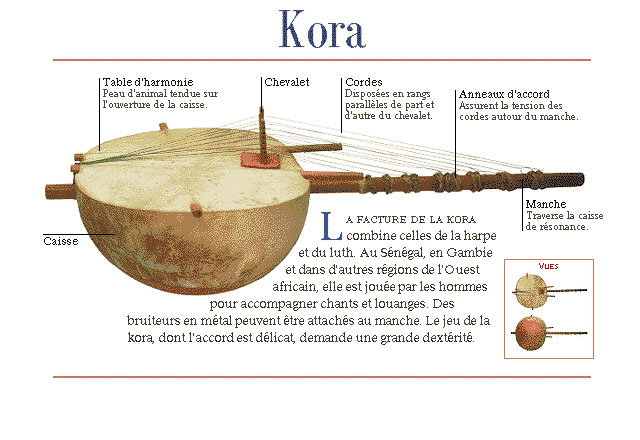 Kora
Table d'harmonie
Peau d'animal tendue sur
l'ouverture de la caisse.
Chevalet
Cordes
Disposées en rangs
parallèles de part et
d'autre du chevalet.
Anneaux d'accord
Assurent la tension des
cordes autour du manche.
Manche
Traverse la caisse
de résonance.
Caisse
LA FACTURE DE LA KORA
combine celles de la harpe
et du luth. Au Sénégal, en Gambie
et dans d'autres régions de l'Ouest
africain, elle est jouée par les hommes
pour accompagner chants et louanges. Des
bruiteurs en métal peuvent être attachés au manche. Le jeu de la
kora, dont l'accord est délicat, demande une grande dextérité.
VUES